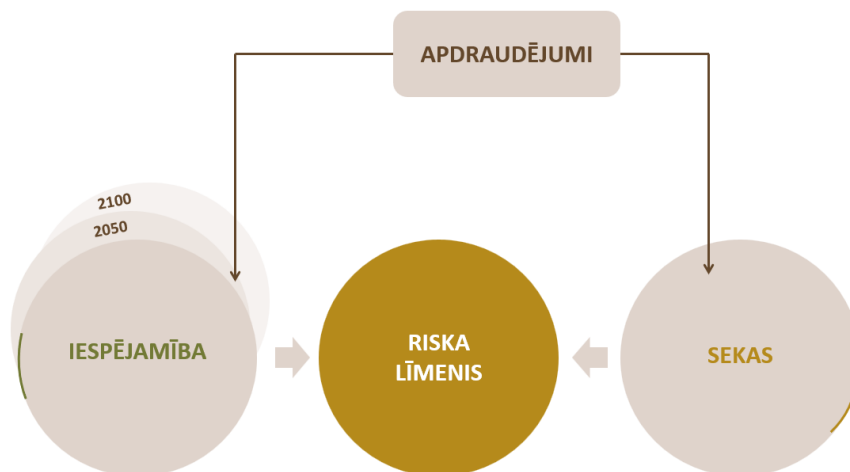 APDRAUDĒJUMI
2100
2050
IESPĒJAMĪBA
RISKA
LĪMENIS
SEKAS